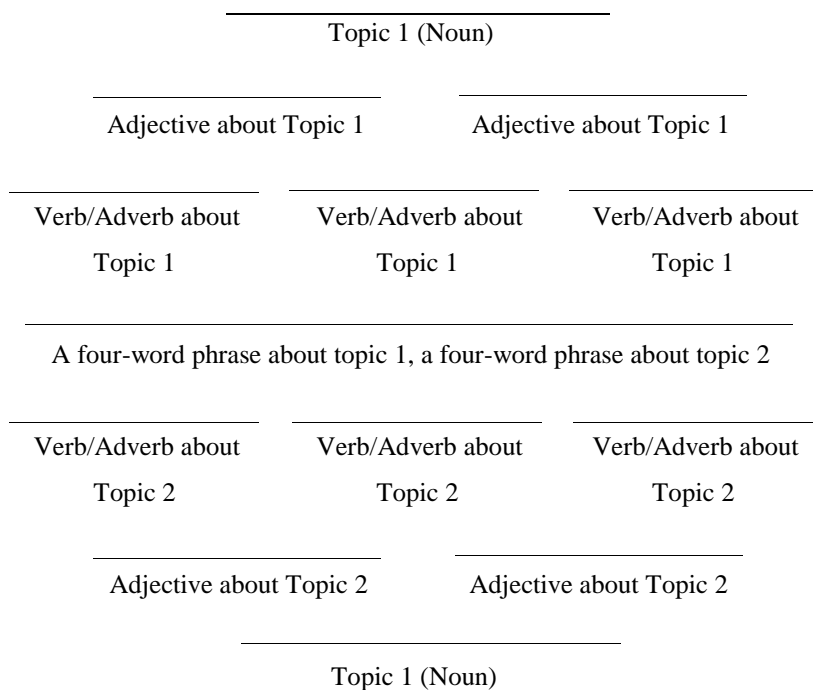 Topic 1 (Noun)
Adjective about Topic 1 Adjective about Topic 1
Verb/Adverb about Verb/Adverb about Verb/Adverb about
Topic 1 Topic 1 Topic 1
A four-word phrase about topic 1, a four-word phrase about topic 2
Verb/Adverb about Verb/Adverb about Verb/Adverb about
Topic 2 Topic 2 Topic 2
Adjective about Topic 2 Adjective about Topic 2
Topic 1 (Noun)